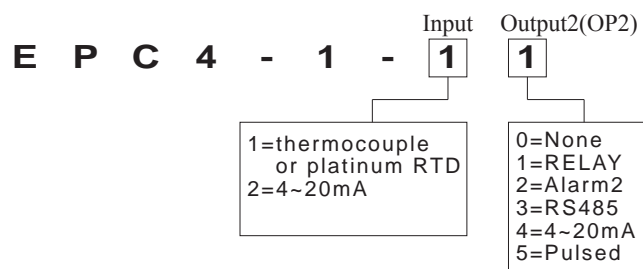 Input Output2(OP2)
E P C 4 - 1 - 1 1
1=thermocouple
or platinum RTD
2=4~20mA
0=None
1=RELAY
2=Alarm2
3=RS485
4=4~20mA
5=Pulsed